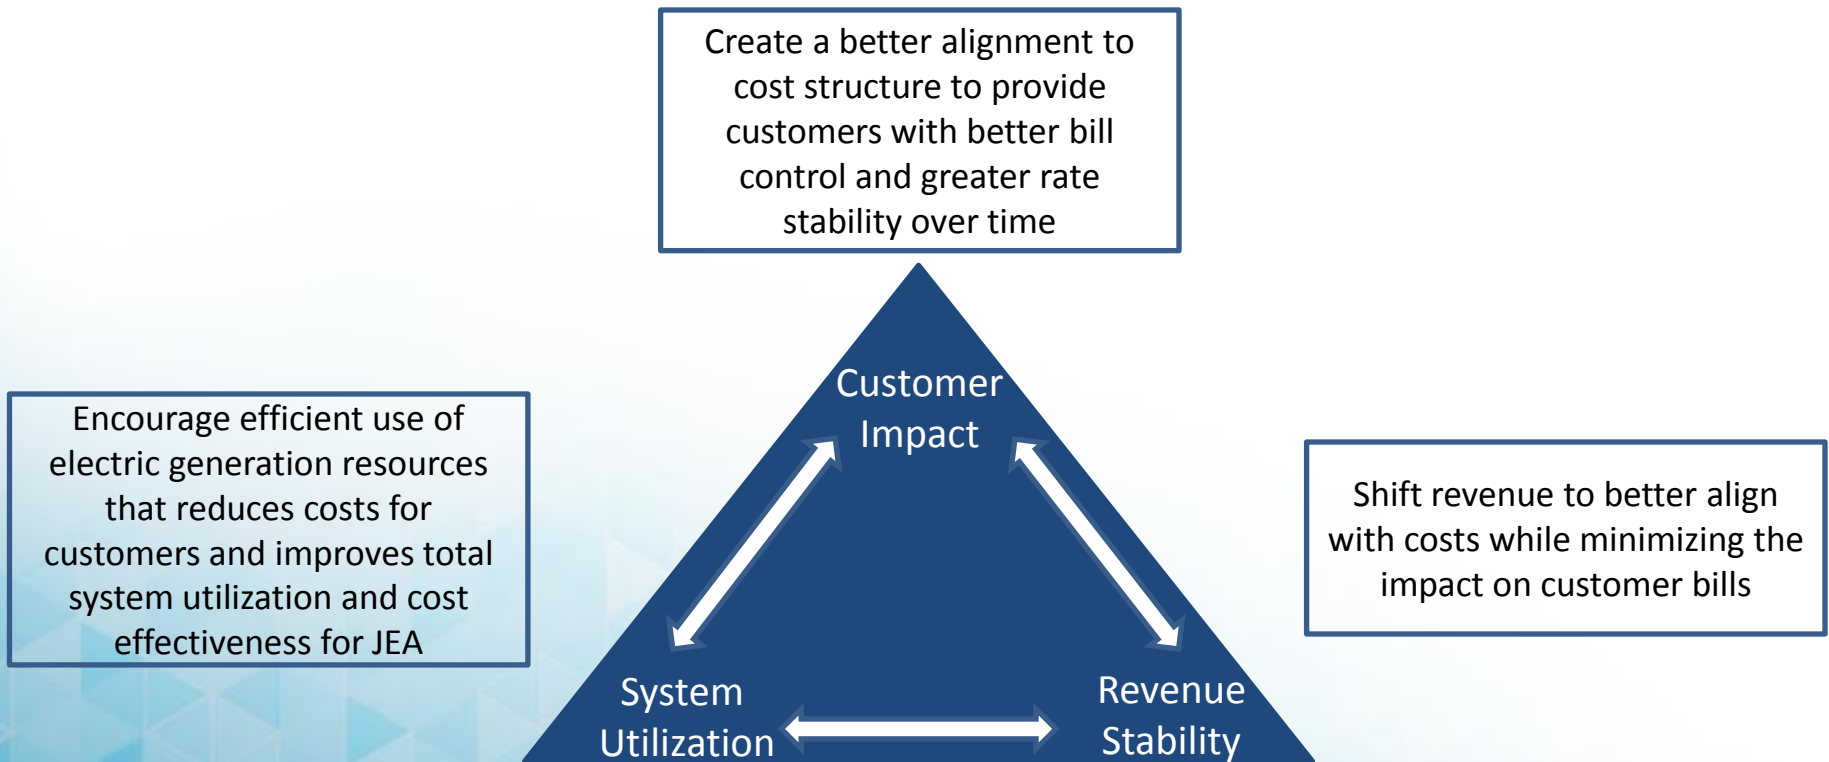 Create a better alignment to
cost structure to provide
customers with better bill
control and greater rate
stability over time
Customer
Impact
Encourage efficient use of
electric generation resources
that reduces costs for
customers and improves total
system utilization and cost
effectiveness for JEA
Shift revenue to better align
with costs while minimizing the
impact on customer bills
System
Utilization
Revenue
Stability